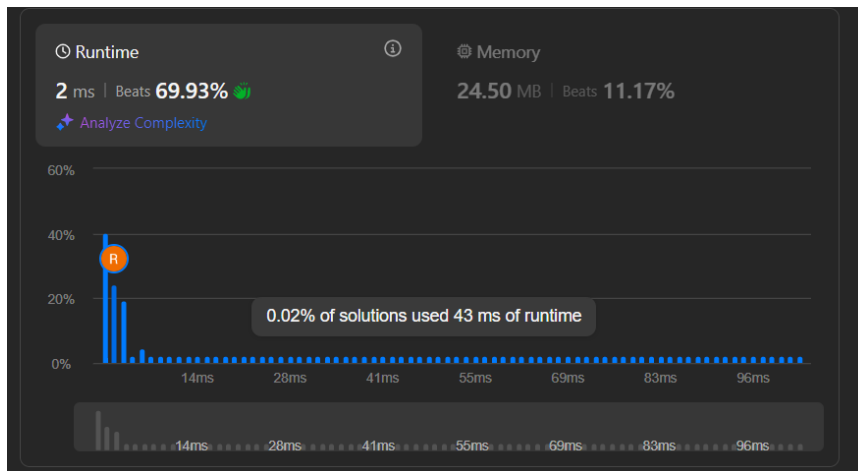 Runtime
2 ms | Beats 69.93%
Analyze Complexity
Memory
24.50 MB | Beats 11.17%
60%
40%
20%
0%
R
0.02% of solutions used 43 ms of runtime
14ms 28ms 41ms 55ms 69ms 83ms 96ms
14ms 28ms 41ms 55ms 69ms 83ms 96ms